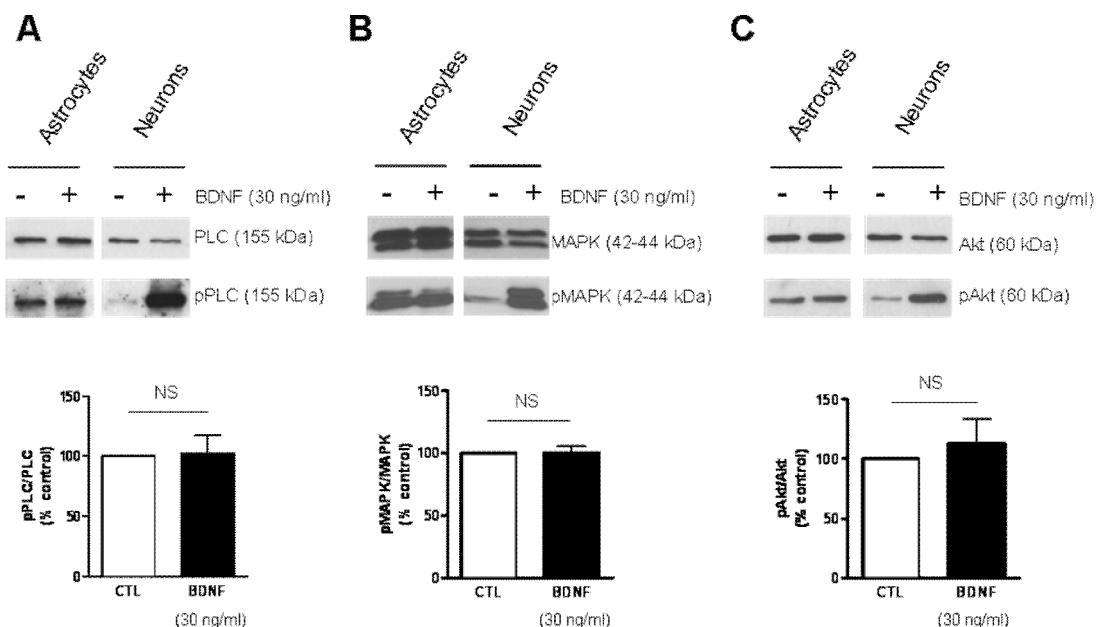 A
Astrocytes
Neurons
- + - + BDNF (30 ng/ml)
PLC (155 kDa)
pPLC (155 kDa)
pPLC/PLC
(% control)
150
100
50
0
NS
CTL BDNF
(30 ng/ml)
B
Astrocytes
Neurons
- + - + BDNF (30 ng/ml)
MAPK (42-44 kDa)
pMAPK (42-44 kDa)
pMAPK/MAPK
(% control)
150
100
50
0
NS
CTL BDNF
(30 ng/ml)
C
Astrocytes
Neurons
- + - + BDNF (30 ng/ml)
Akt (60 kDa)
pAkt (60 kDa)
pAkt/Akt
(% control)
150
100
50
0
NS
CTL BDNF
(30 ng/ml)